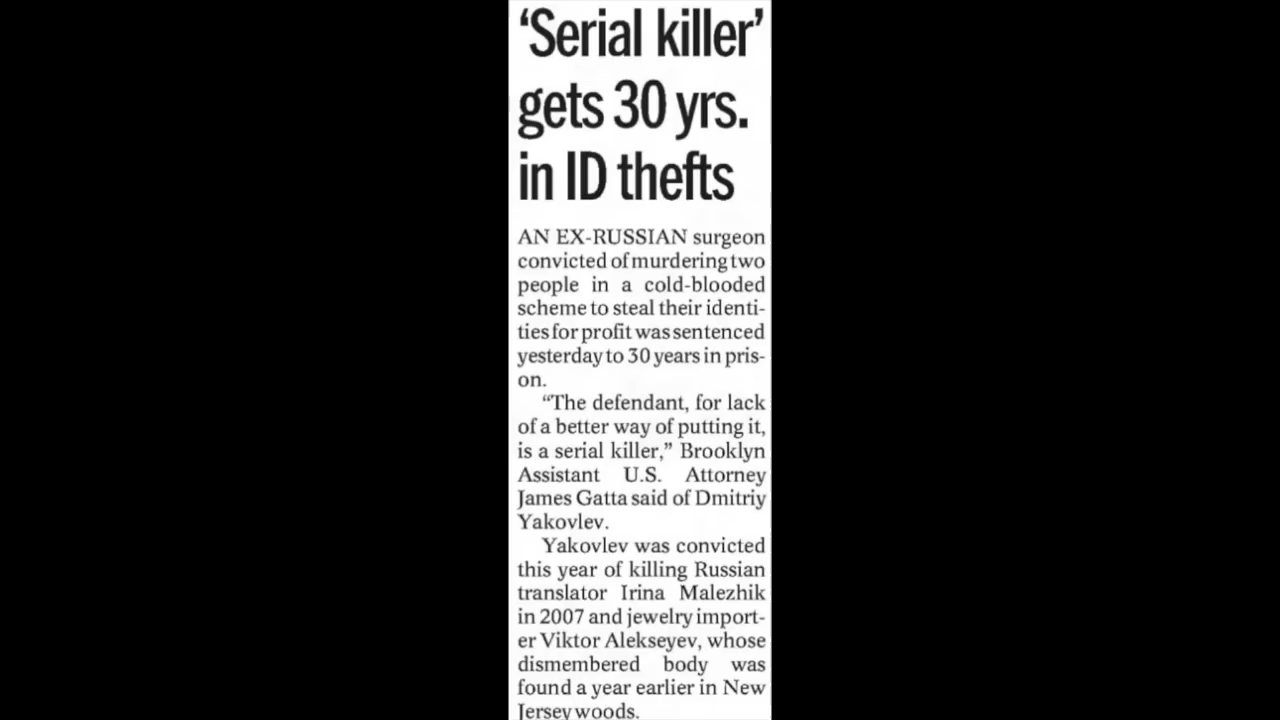 ‘Serial killer’
gets 30 yrs.
in ID thefts
AN EX-RUSSIAN surgeon
convicted of murdering two
people in a cold-blooded
scheme to steal their identi-
ties for profit was sentenced
yesterday to 30 years in pris-
on.
“The defendant, for lack
of a better way of putting it,
is a serial killer,” Brooklyn
Assistant U.S. Attorney
James Gatta said of Dmitriy
Yakovlev.
Yakovlev was convicted
this year of killing Russian
translator Irina Malezhik
in 2007 and jewelry import-
er Viktor Alekseyev, whose
dismembered body was
found a year earlier in New
Jersey woods.